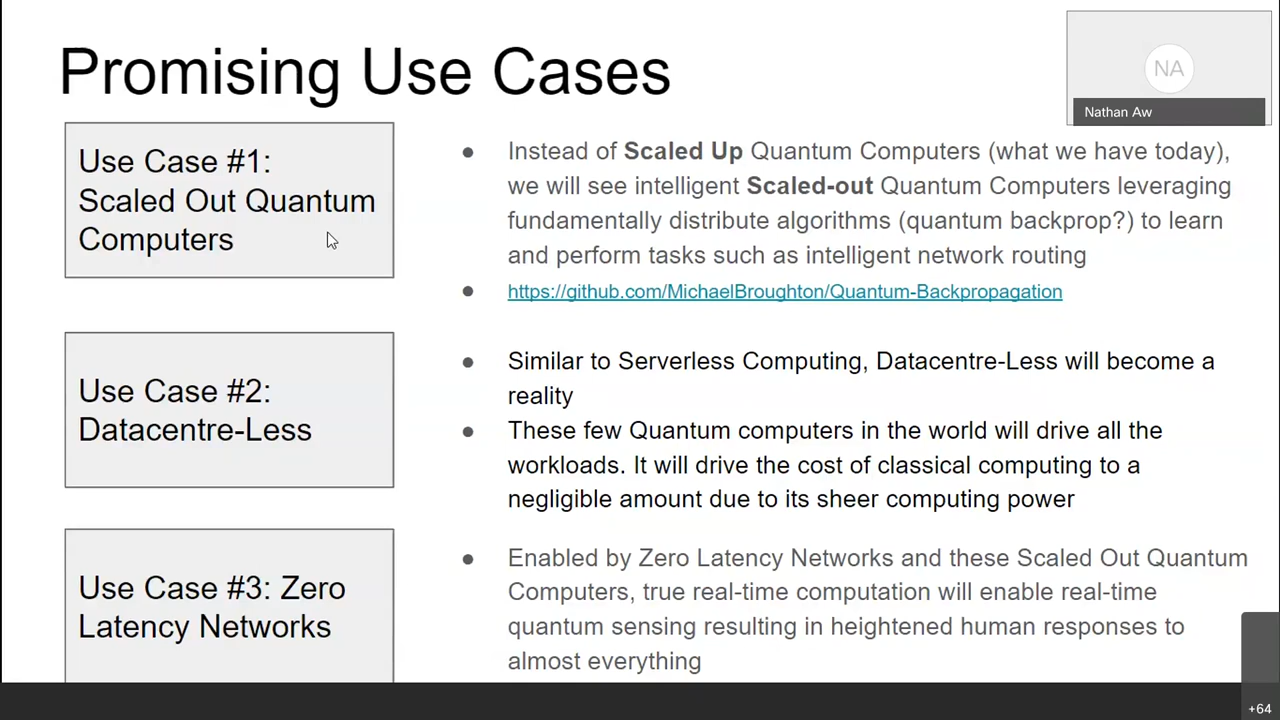 Promising Use Cases
NA
Nathan Aw
Use Case #1:
Scaled Out Quantum
Computers
Instead of Scaled Up Quantum Computers (what we have today),
we will see intelligent Scaled-out Quantum Computers leveraging
fundamentally distribute algorithms (quantum backprop?) to learn
and perform tasks such as intelligent network routing
https://github.com/MichaelBroughton/Quantum-Backpropagation
Use Case #2:
Datacentre-Less
Similar to Serverless Computing, Datacentre-Less will become a
reality
These few Quantum computers in the world will drive all the
workloads. It will drive the cost of classical computing to a
negligible amount due to its sheer computing power
Use Case #3: Zero
Latency Networks
Enabled by Zero Latency Networks and these Scaled Out Quantum
Computers, true real-time computation will enable real-time
quantum sensing resulting in heightened human responses to
almost everything
+64